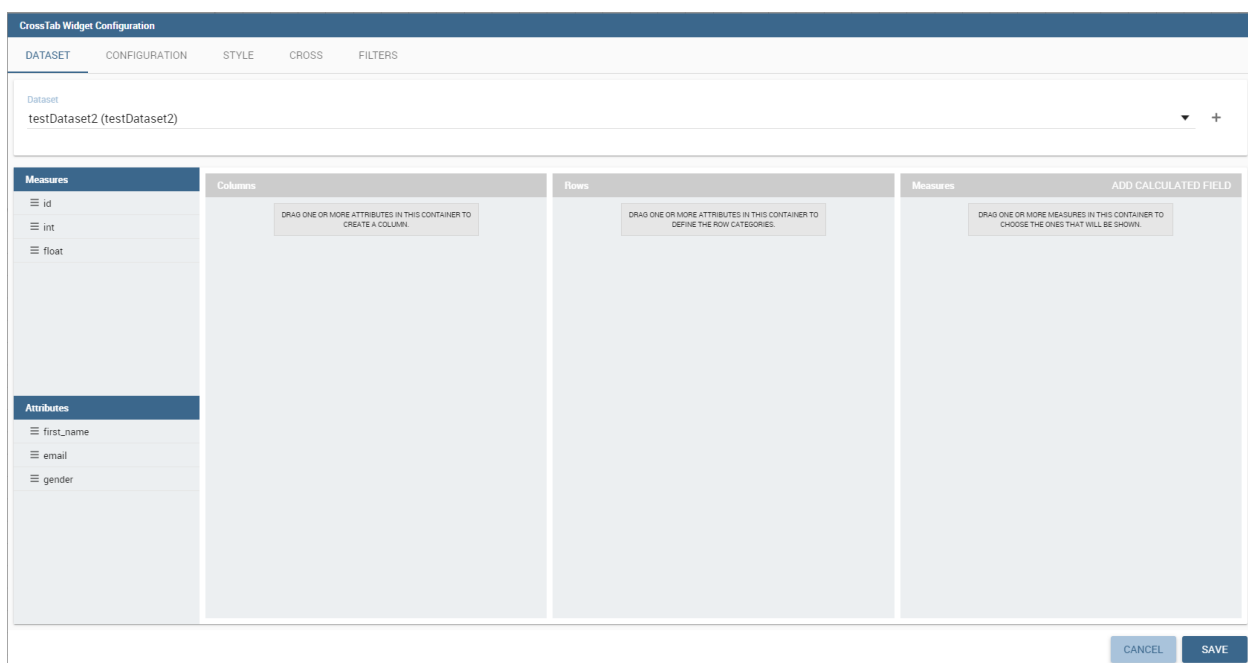 CrossTab Widget Configuration
DATASET CONFIGURATION STYLE CROSS FILTERS
Dataset
testDataset2 (testDataset2)
Measures
id
int
float
Attributes
first_name
email
gender
Columns
DRAG ONE OR MORE ATTRIBUTES IN THIS CONTAINER TO
CREATE A COLUMN.
Rows
DRAG ONE OR MORE ATTRIBUTES IN THIS CONTAINER TO
DEFINE THE ROW CATEGORIES.
Measures ADD CALCULATED FIELD
DRAG ONE OR MORE MEASURES IN THIS CONTAINER TO
CHOOSE THE ONES THAT WILL BE SHOWN.
CANCEL SAVE